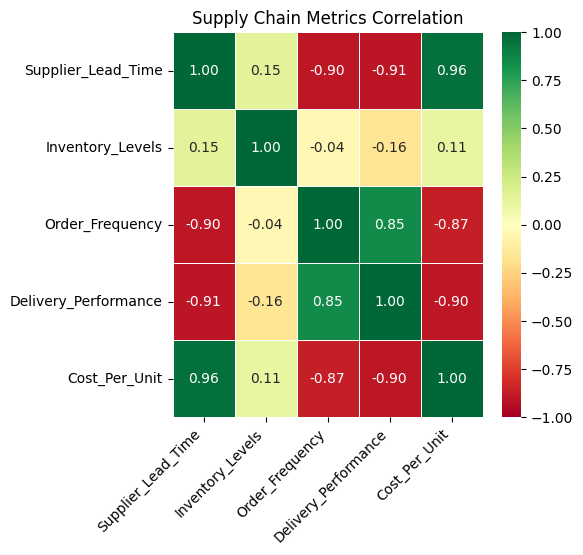 Supply Chain Metrics Correlation
Supplier_Lead_Time 1.00 0.15 -0.90 -0.91 0.96
Inventory_Levels 0.15 1.00 -0.04 -0.16 0.11
Order_Frequency -0.90 -0.04 1.00 0.85 -0.87
Delivery_Performance -0.91 -0.16 0.85 1.00 -0.90
Cost_Per_Unit 0.96 0.11 -0.87 -0.90 1.00
Supplier_Lead_Time
Inventory_Levels
Order_Frequency
Delivery_Performance
Cost_Per_Unit
1.00
0.75
0.50
0.25
0.00
−0.25
−0.50
−0.75
−1.00